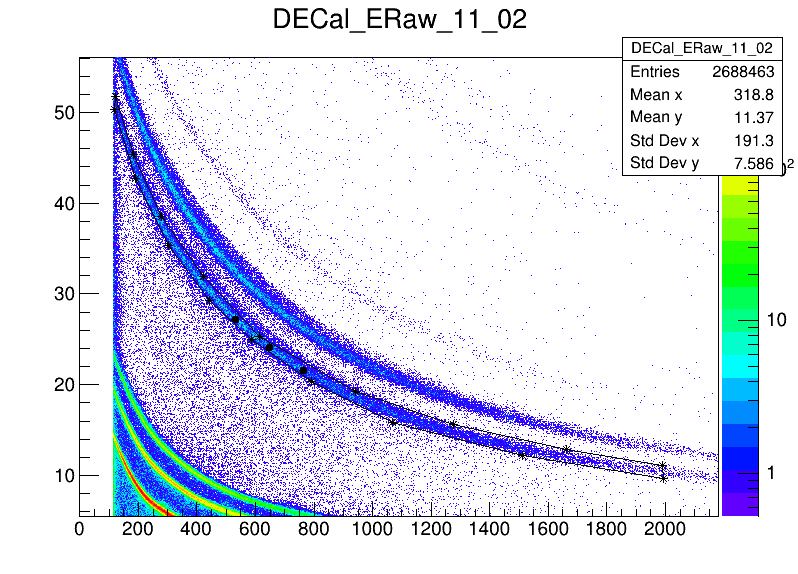 DECal_ERaw_11_02
DECal_ERaw_11_02
Entries 2688463
Mean x 318.8
Mean y 11.37
Std Dev x 191.3
Std Dev y 7.586
50
40
30
20
10
2
10
1
0 200 400 600 800 1000 1200 1400 1600 1800 2000